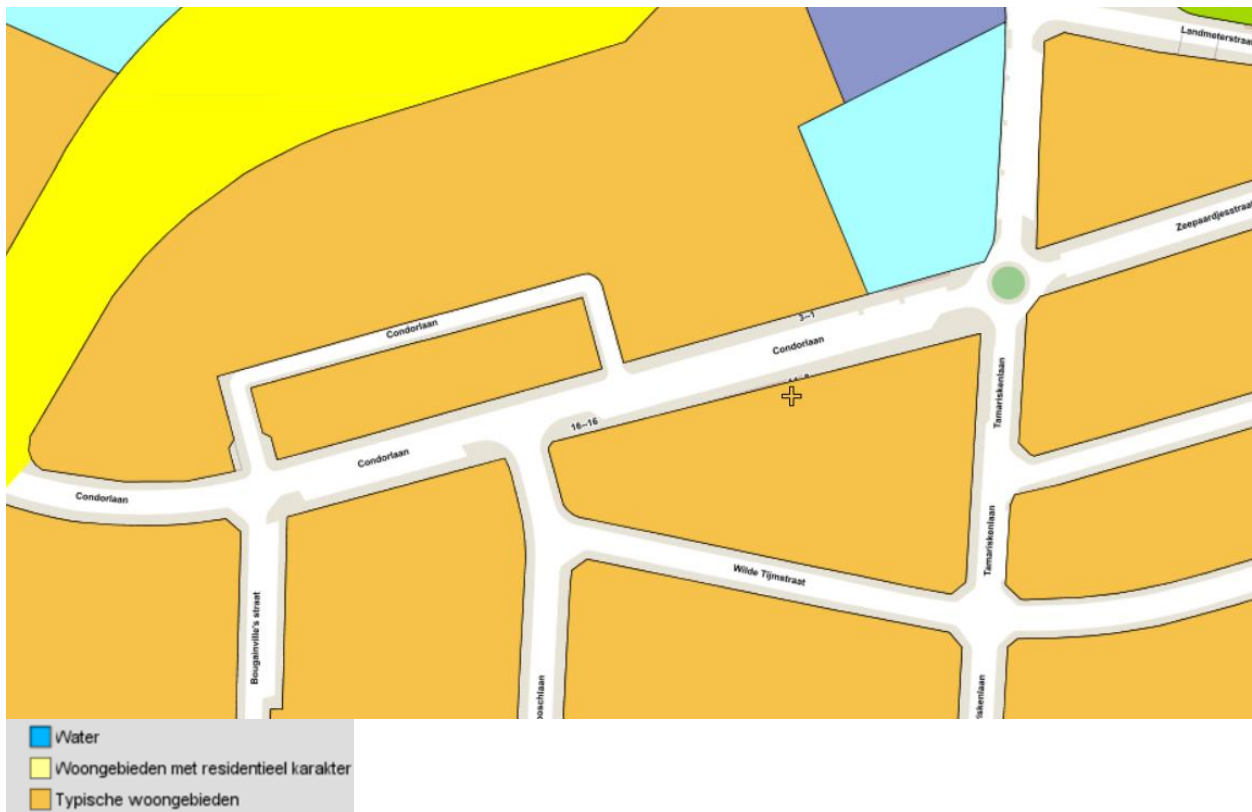 Landmeterstraat
Zeepaardjesstraat
3--1
Condorlaan
Condorlaan
Tamariskenlaan
16--16
Condorlaan
Condorlaan
Tamariskenlaan
Wilde Tijmstraat
Bougainville's straat
Water
Woongebieden met residentieel karakter
Typische woongebieden